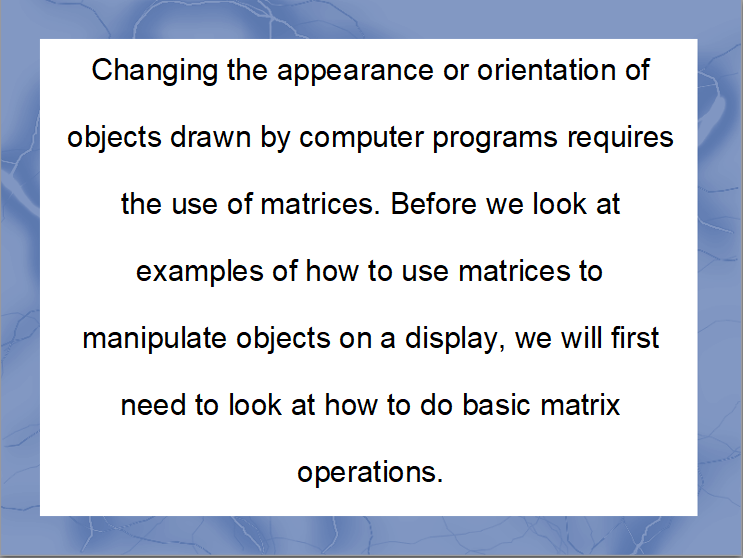 Changing the appearance or orientation of
objects drawn by computer programs requires
the use of matrices. Before we look at
examples of how to use matrices to
manipulate objects on a display, we will first
need to look at how to do basic matrix
operations.